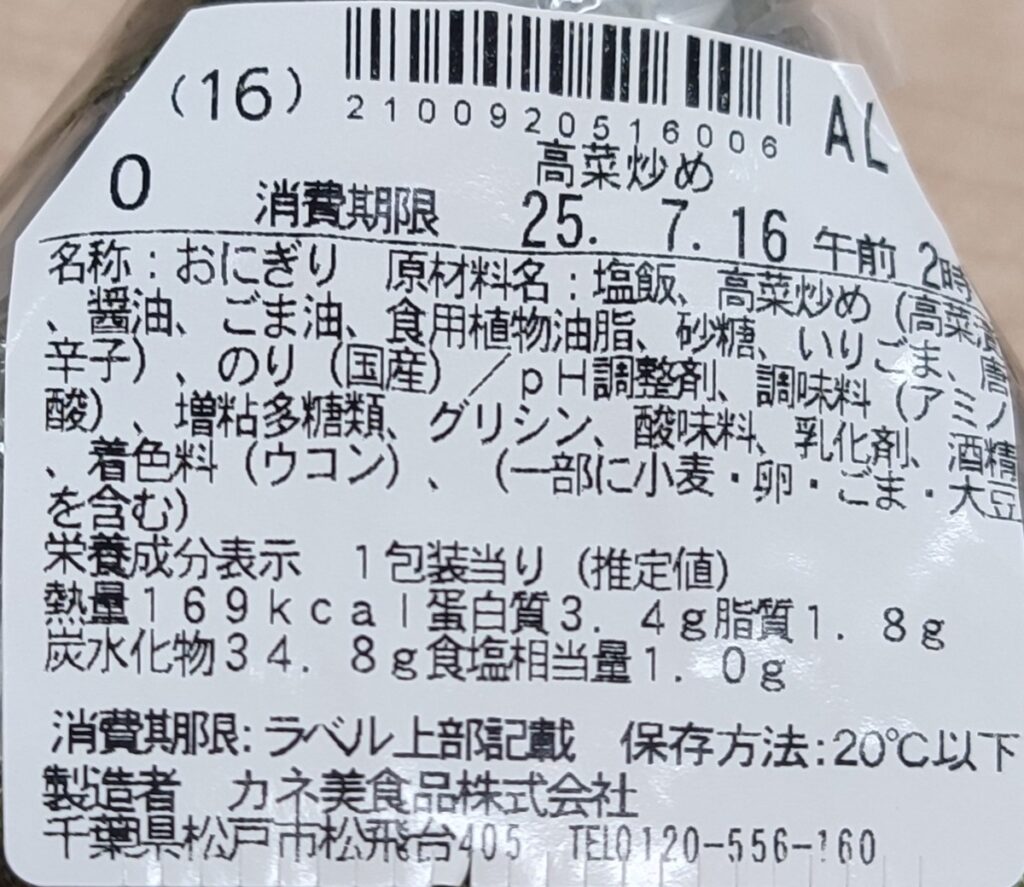 (16)
2100920516006
AL
高菜炒め
0 消費期限 25. 7.16 午前 2時
名称：おにぎり 原材料名：塩飯、高菜炒め（高菜漬
、醤油、ごま油、食用植物油脂、砂糖、いりごま、唐
辛子）、のり（国産）／ｐＨ調整剤、調味料（アミノ
酸）、増粘多糖類、グリシン、酸味料、乳化剤、酒精
、着色料（ウコン）、（一部に小麦・卵・ごま・大豆
を含む）
栄養成分表示 １包装当り（推定値）
熱量１６９ｋｃａｌ蛋白質３．４ｇ脂質１．８ｇ
炭水化物３４．８ｇ食塩相当量１．０ｇ
消費期限:ラベル上部記載 保存方法:20℃以下
製造者 カネ美食品株式会社
千葉県松戸市松飛台405 TEL0120-556-160